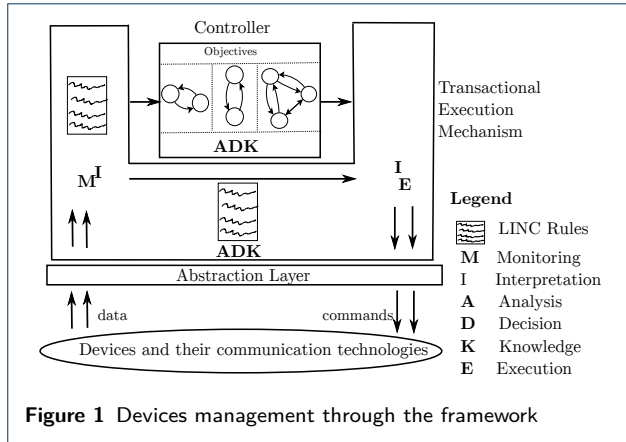 Controller
Objectives
ADK
Transactional
Execution
Mechanism
M I
I
E
ADK
Abstraction Layer
data
commands
Devices and their communication technologies
Legend
LINC Rules
M Monitoring
I Interpretation
A Analysis
D Decision
K Knowledge
E Execution
Figure 1 Devices management through the framework